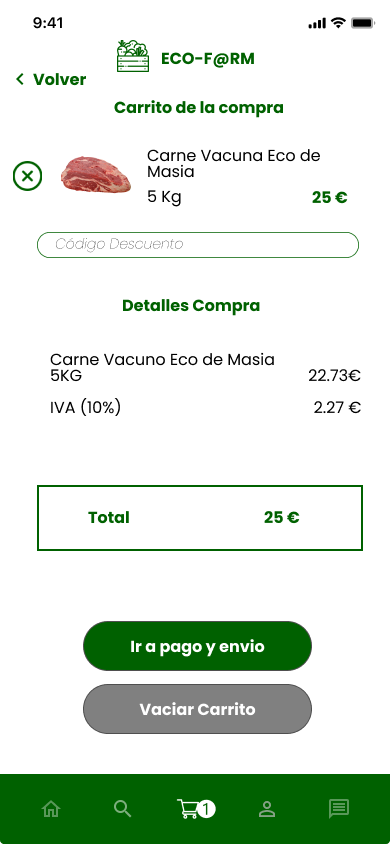 9:41
ECO-F@RM
Volver
Carrito de la compra
Carne Vacuna Eco de
Masia
5 Kg
25 €
Código Descuento
Detalles Compra
Carne Vacuno Eco de Masia
5KG
22.73€
IVA (10%)
2.27 €
Total
25 €
Ir a pago y envio
Vaciar Carrito
1